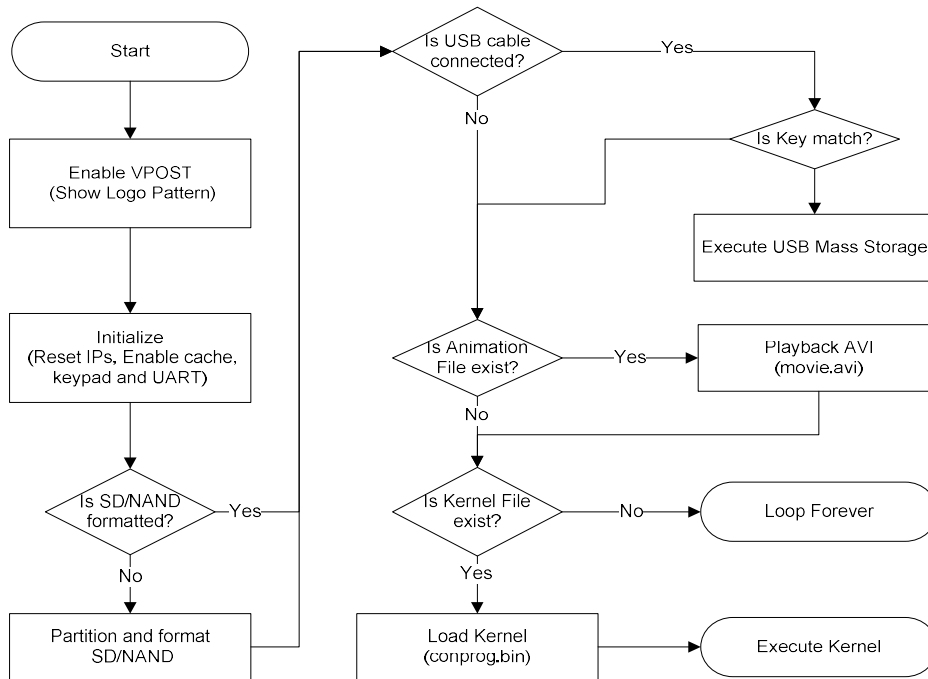 Start
Enable VPOST
(Show Logo Pattern)
Initialize
(Reset IPs, Enable cache,
keypad and UART)
Is SD/NAND
formatted?
Yes
No
Partition and format
SD/NAND
Is USB cable
connected?
Yes
No
Is Key match?
Execute USB Mass Storage
Is Animation
File exist?
Yes
Playback AVI
(movie.avi)
No
Is Kernel File
exist?
No
Loop Forever
Yes
Load Kernel
(conprog.bin)
Execute Kernel